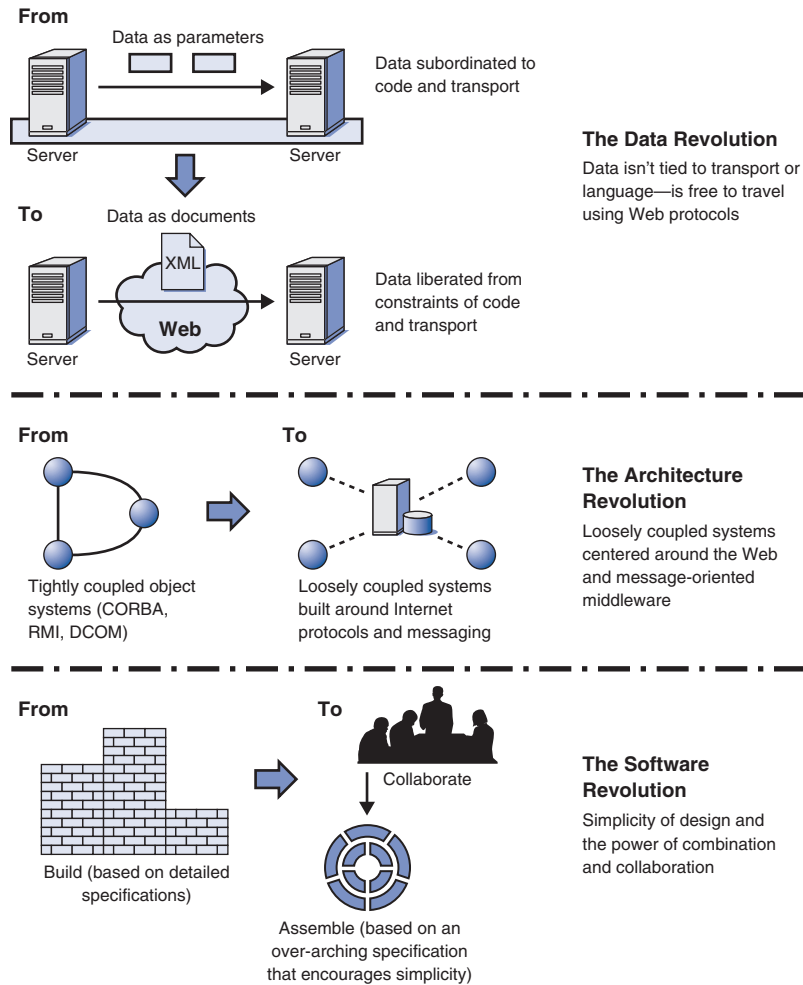 From
Data as parameters
Data subordinated to
code and transport
Server
Server
The Data Revolution
Data isn't tied to transport or
language—is free to travel
using Web protocols
To
Data as documents
XML
Web
Data liberated from
constraints of code
and transport
Server
Server
From
To
The Architecture
Revolution
Loosely coupled systems
centered around the Web
and message-oriented
middleware
Tightly coupled object
systems (CORBA,
RMI, DCOM)
Loosely coupled systems
built around Internet
protocols and messaging
From
To
Collaborate
The Software
Revolution
Simplicity of design and
the power of combination
and collaboration
Build (based on detailed
specifications)
Assemble (based on an
over-arching specification
that encourages simplicity)